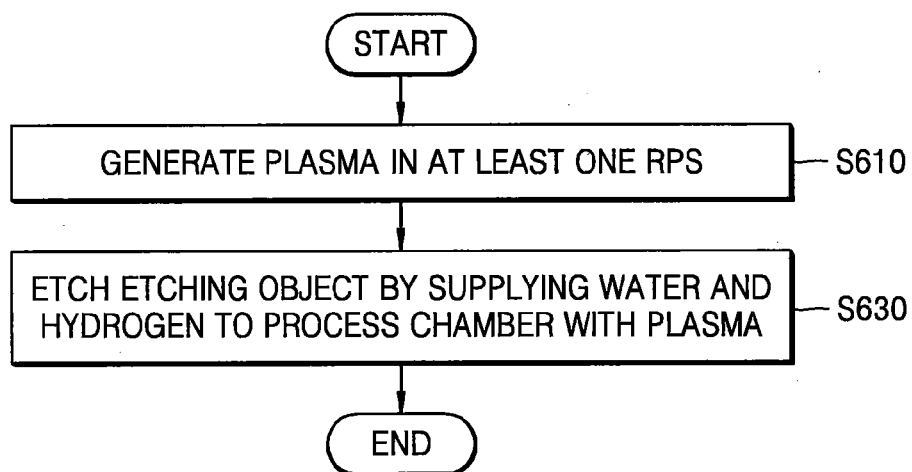 START
GENERATE PLASMA IN AT LEAST ONE RPS
S610
ETCH ETCHING OBJECT BY SUPPLYING WATER AND
HYDROGEN TO PROCESS CHAMBER WITH PLASMA
S630
END